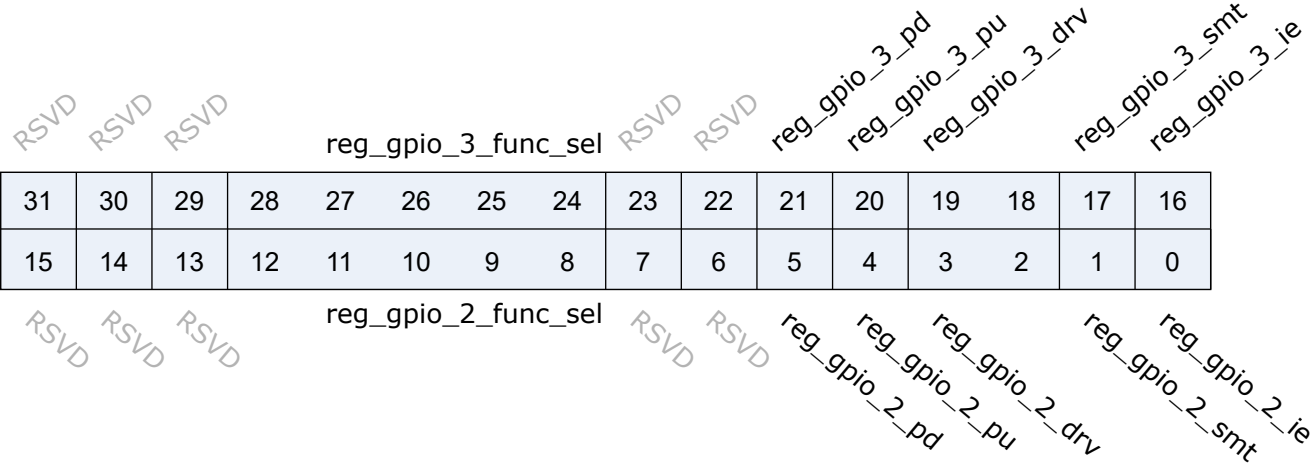 RSVD RSVD RSVD reg_gpio_3_func_sel RSVD RSVD reg_gpio_3_pd reg_gpio_3_pu reg_gpio_3_drv reg_gpio_3_smt reg_gpio_3_ie
31 30 29 28 27 26 25 24 23 22 21 20 19 18 17 16
15 14 13 12 11 10 9 8 7 6 5 4 3 2 1 0
RSVD RSVD RSVD reg_gpio_2_func_sel RSVD RSVD reg_gpio_2_pd reg_gpio_2_pu reg_gpio_2_drv reg_gpio_2_smt reg_gpio_2_ie